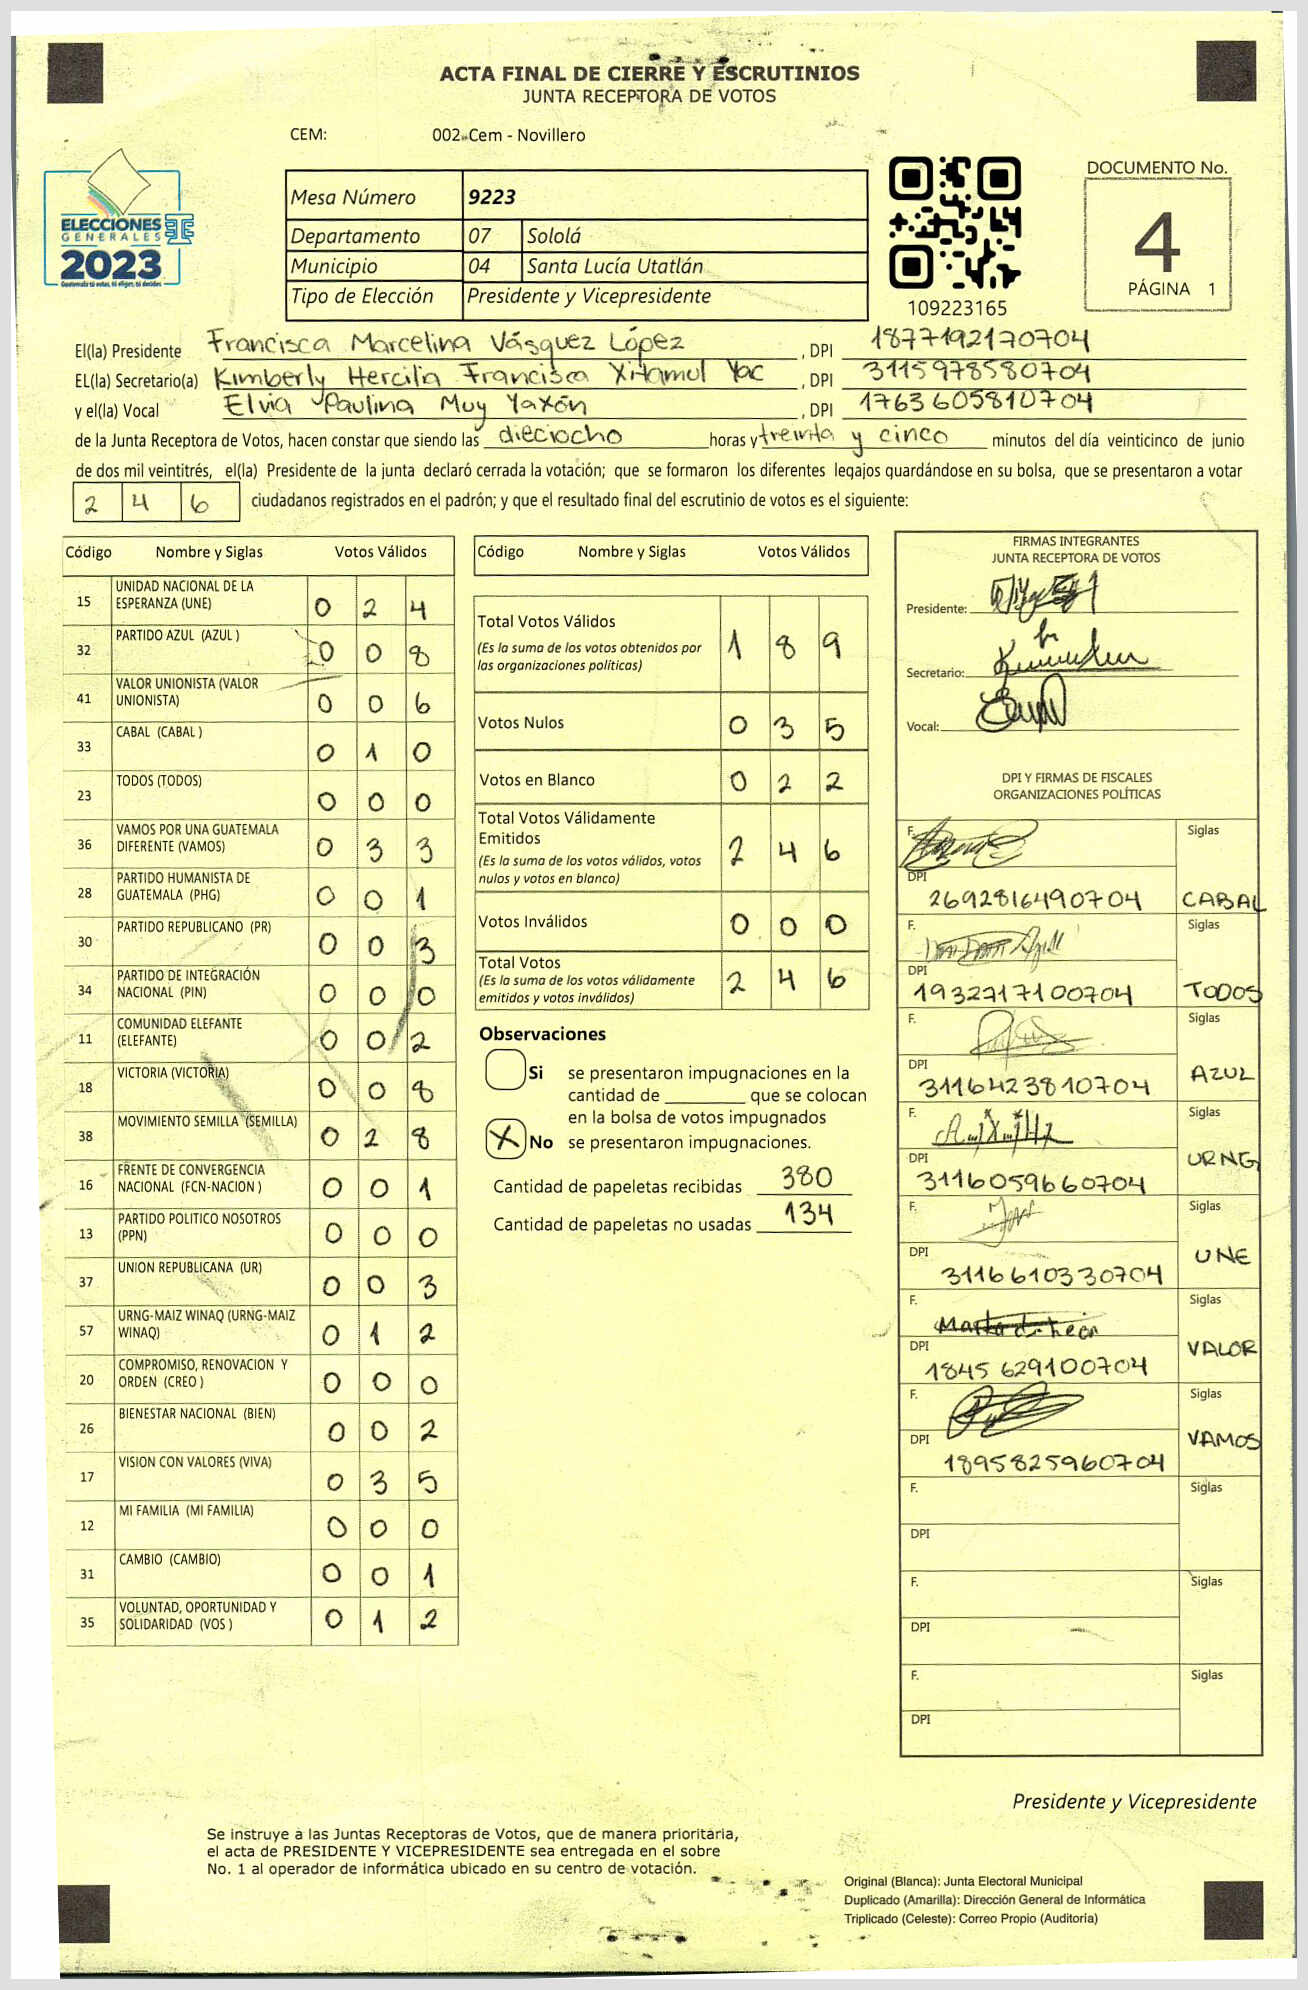 ACTA FINAL DE CIERRE Y ESCRUTINIOS
JUNTA RECEPTORA DE VOTOS
CEM: 002 Cem - Novillero
ELECCIONES
GENERALES
2023
Guatemala tú votas, tú eliges, tú decides
Mesa Número 9223
Departamento 07 Sololá
Municipio 04 Santa Lucía Utatlán
Tipo de Elección Presidente y Vicepresidente
109223165
DOCUMENTO No.
4
PÁGINA 1
El(la) Presidente Francisca Marcelina Vásquez López , DPI 1877192170704
EL(la) Secretario(a) Kimberly Hercilia Francisca Xitamul Yac , DPI 3115978580704
y el(la) Vocal Elvia Paulina Muy Yaxón , DPI 1763605810704
de la Junta Receptora de Votos, hacen constar que siendo las dieciocho horas y treinta y cinco minutos del día veinticinco de junio
de dos mil veintitrés, el(la) Presidente de la junta declaró cerrada la votación; que se formaron los diferentes legajos guardándose en su bolsa, que se presentaron a votar
2 4 6 ciudadanos registrados en el padrón; y que el resultado final del escrutinio de votos es el siguiente:
Código Nombre y Siglas Votos Válidos
15 UNIDAD NACIONAL DE LA ESPERANZA (UNE) 0 2 4
32 PARTIDO AZUL (AZUL ) 0 0 8
41 VALOR UNIONISTA (VALOR UNIONISTA) 0 0 6
33 CABAL (CABAL ) 0 1 0
23 TODOS (TODOS) 0 0 0
36 VAMOS POR UNA GUATEMALA DIFERENTE (VAMOS) 0 3 3
28 PARTIDO HUMANISTA DE GUATEMALA (PHG) 0 0 1
30 PARTIDO REPUBLICANO (PR) 0 0 3
34 PARTIDO DE INTEGRACIÓN NACIONAL (PIN) 0 0 0
11 COMUNIDAD ELEFANTE (ELEFANTE) 0 0 2
18 VICTORIA (VICTORIA) 0 0 8
38 MOVIMIENTO SEMILLA (SEMILLA) 0 2 8
16 FRENTE DE CONVERGENCIA NACIONAL (FCN-NACION ) 0 0 1
13 PARTIDO POLITICO NOSOTROS (PPN) 0 0 0
37 UNION REPUBLICANA (UR) 0 0 3
57 URNG-MAIZ WINAQ (URNG-MAIZ WINAQ) 0 1 2
20 COMPROMISO, RENOVACION Y ORDEN (CREO ) 0 0 0
26 BIENESTAR NACIONAL (BIEN) 0 0 2
17 VISION CON VALORES (VIVA) 0 3 5
12 MI FAMILIA (MI FAMILIA) 0 0 0
31 CAMBIO (CAMBIO) 0 0 1
35 VOLUNTAD, OPORTUNIDAD Y SOLIDARIDAD (VOS ) 0 1 2
Código Nombre y Siglas Votos Válidos
Total Votos Válidos 1 8 9
(Es la suma de los votos obtenidos por
las organizaciones políticas)
Votos Nulos 0 3 5
Votos en Blanco 0 2 2
Total Votos Válidamente
Emitidos 2 4 6
(Es la suma de los votos válidos, votos
nulos y votos en blanco)
Votos Inválidos 0 0 0
Total Votos 2 4 6
(Es la suma de los votos válidamente
emitidos y votos inválidos)
Observaciones
Si se presentaron impugnaciones en la
cantidad de ________ que se colocan
en la bolsa de votos impugnados
X No se presentaron impugnaciones.
Cantidad de papeletas recibidas 380
Cantidad de papeletas no usadas 134
FIRMAS INTEGRANTES
JUNTA RECEPTORA DE VOTOS
Presidente:
Secretario:
Vocal:
DPI Y FIRMAS DE FISCALES
ORGANIZACIONES POLÍTICAS
F. Siglas
DPI 2692816490704 CABAL
F. Siglas
DPI 1932717100704 TODOS
F. Siglas
DPI 3116423810704 AZUL
F. Siglas
DPI 3116059660704 URNG
F. Siglas
DPI 3116610330704 UNE
F. Siglas
DPI 1845629100704 VALOR
F. Siglas
DPI 1895825960704 VAMOS
F. Siglas
DPI
F. Siglas
DPI
F. Siglas
DPI
Presidente y Vicepresidente
Se instruye a las Juntas Receptoras de Votos, que de manera prioritaria,
el acta de PRESIDENTE Y VICEPRESIDENTE sea entregada en el sobre
No. 1 al operador de informática ubicado en su centro de votación.
Original (Blanca): Junta Electoral Municipal
Duplicado (Amarilla): Dirección General de Informática
Triplicado (Celeste): Correo Propio (Auditoría)